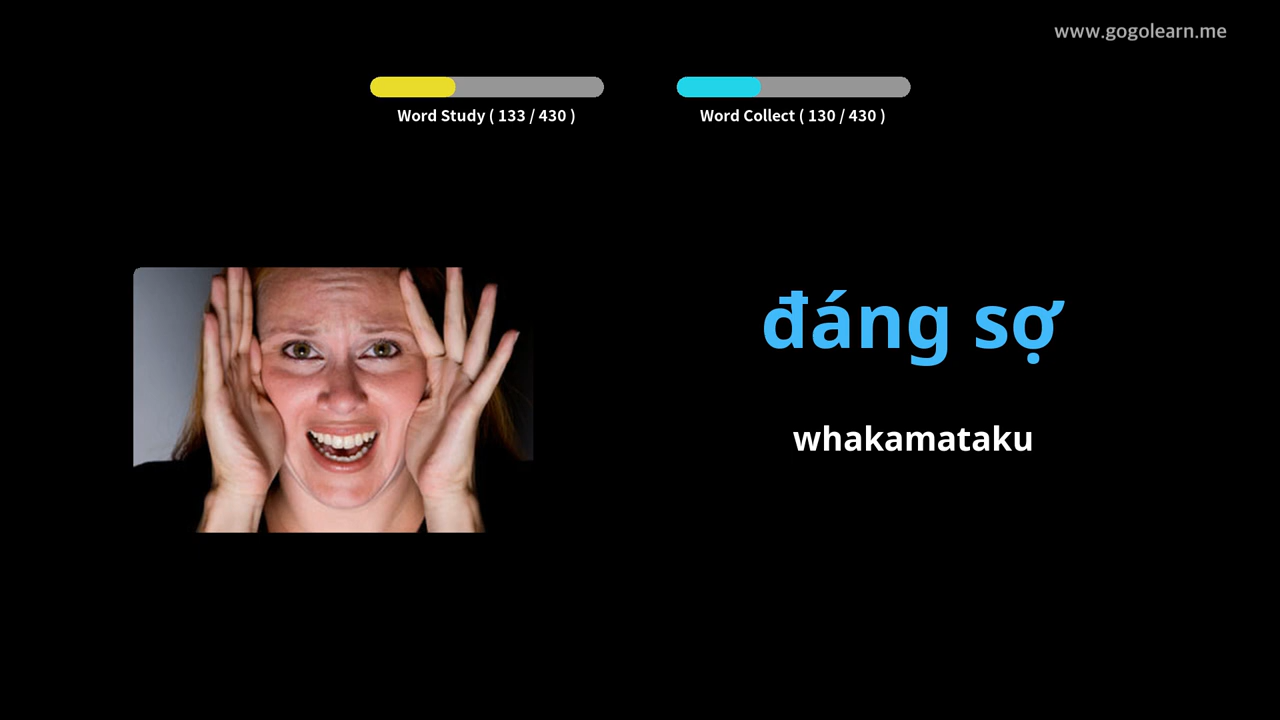 www.gogolearn.me
Word Study ( 133 / 430 )
Word Collect ( 130 / 430 )
đáng sợ
whakamataku